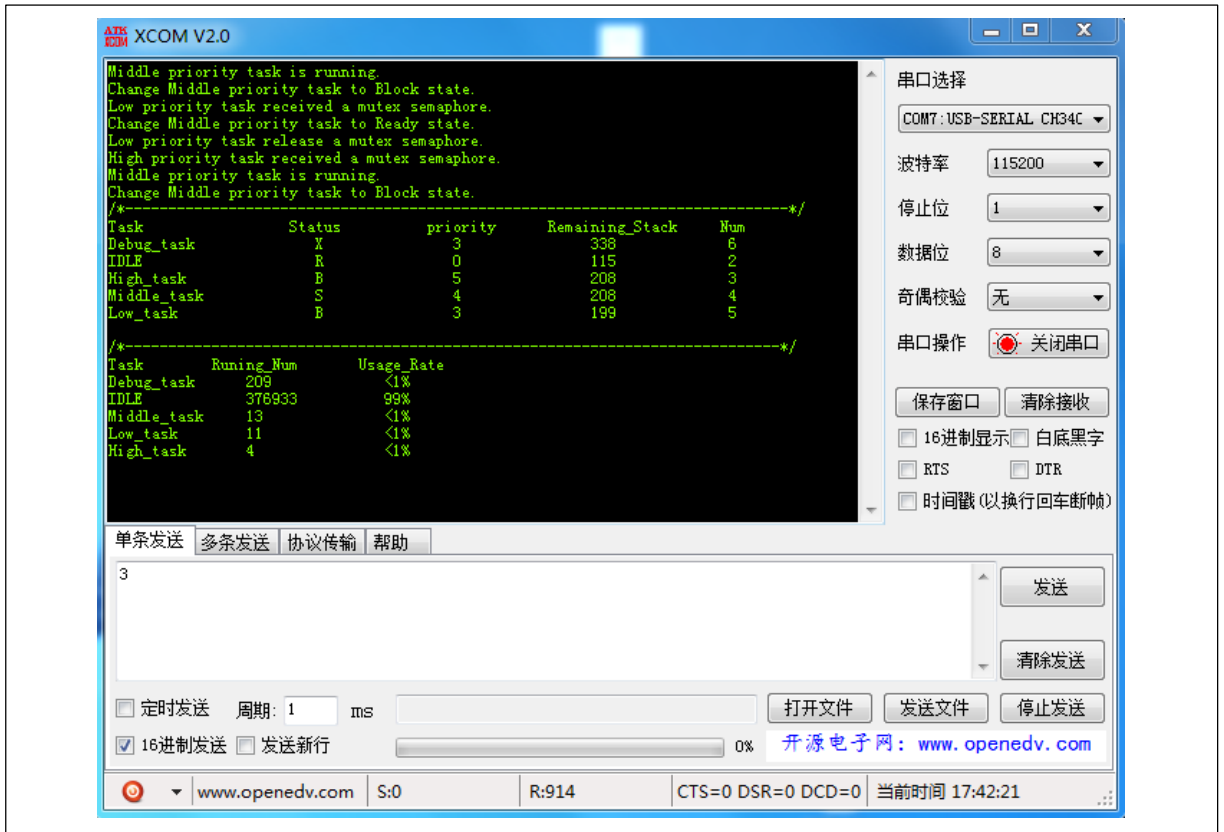 ATK XCOM XCOM V2.0
Middle priority task is running.
Change Middle priority task to Block state.
Low priority task received a mutex semaphore.
Change Middle priority task to Ready state.
Low priority task release a mutex semaphore.
High priority task received a mutex semaphore.
Middle priority task is running.
Change Middle priority task to Block state.
/*-----------------------------------------------------------------------------*/
Task Status priority Remaining_Stack Num
Debug_task X 3 338 6
IDLE R 0 115 2
High_task B 5 208 3
Middle_task S 4 208 4
Low_task B 3 199 5
/*----------------------------------------------------------------------------*/
Task Runing_Num Usage_Rate
Debug_task 209 <1%
IDLE 376933 99%
Middle_task 13 <1%
Low_task 11 <1%
High_task 4 <1%
串口选择
COM7:USB-SERIAL CH34C
波特率 115200
停止位 1
数据位 8
奇偶校验 无
串口操作 关闭串口
保存窗口 清除接收
16进制显示 白底黑字
RTS DTR
时间戳(以换行回车断帧)
单条发送 多条发送 协议传输 帮助
3
发送
清除发送
定时发送 周期: 1 ms 打开文件 发送文件 停止发送
16进制发送 发送新行 0% 开源电子网: www.openedv.com
www.openedv.com S:0 R:914 CTS=0 DSR=0 DCD=0 当前时间 17:42:21